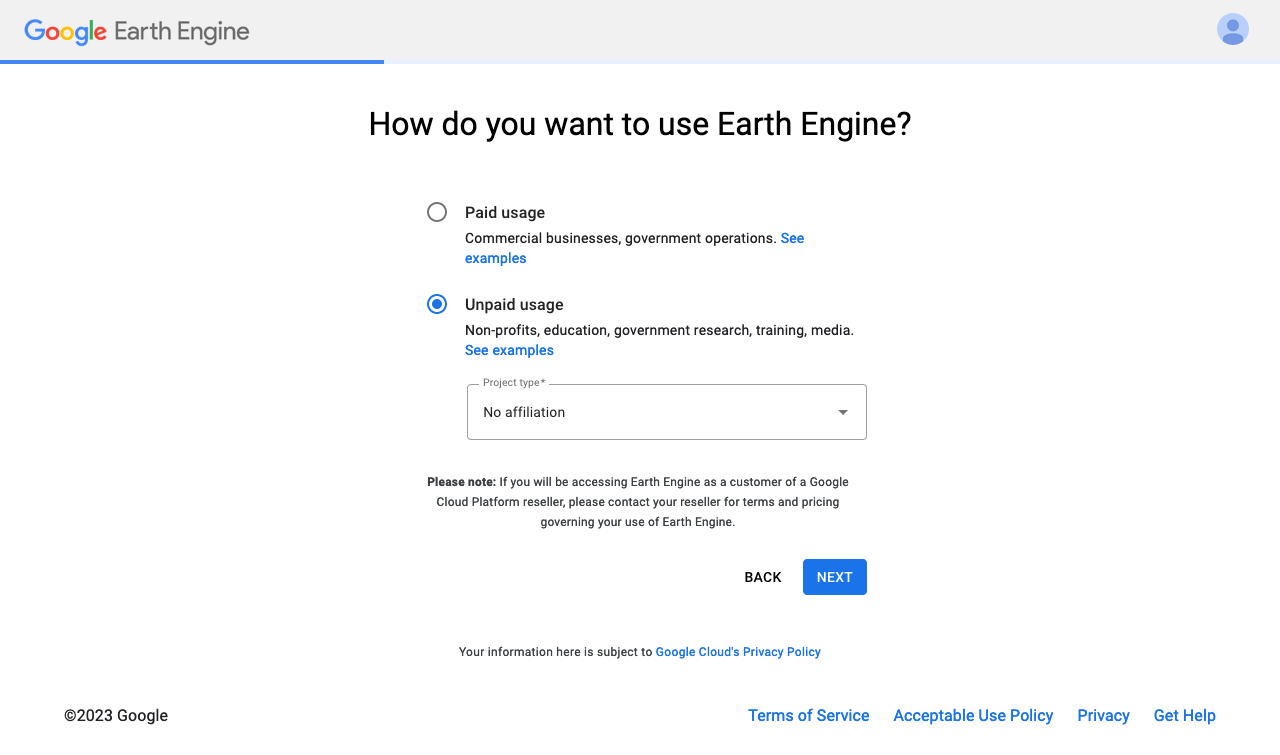 Google Earth Engine
How do you want to use Earth Engine?
Paid usage
Commercial businesses, government operations. See
examples
Unpaid usage
Non-profits, education, government research, training, media.
See examples
Project type*
No affiliation
Please note: If you will be accessing Earth Engine as a customer of a Google
Cloud Platform reseller, please contact your reseller for terms and pricing
governing your use of Earth Engine.
BACK NEXT
Your information here is subject to Google Cloud's Privacy Policy
©2023 Google Terms of Service Acceptable Use Policy Privacy Get Help